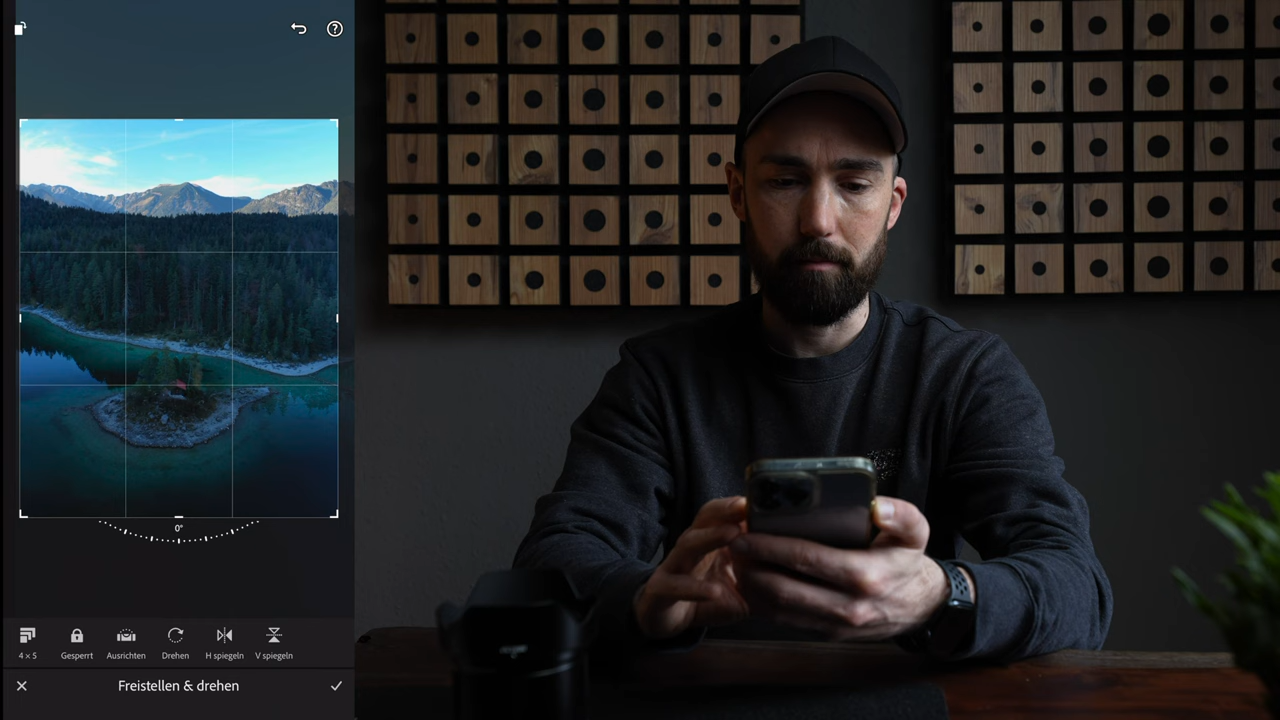 0°
4 × 5
Gesperrt
Ausrichten
Drehen
H spiegeln
V spiegeln
Freistellen & drehen